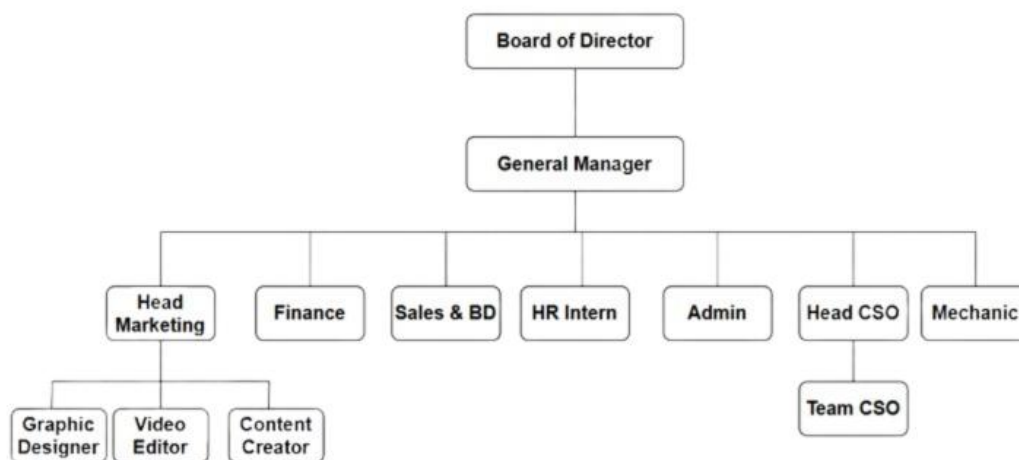 Board of Director
General Manager
Head
Marketing
Finance
Sales & BD
HR Intern
Admin
Head CSO
Mechanic
Team CSO
Graphic
Designer
Video
Editor
Content
Creator